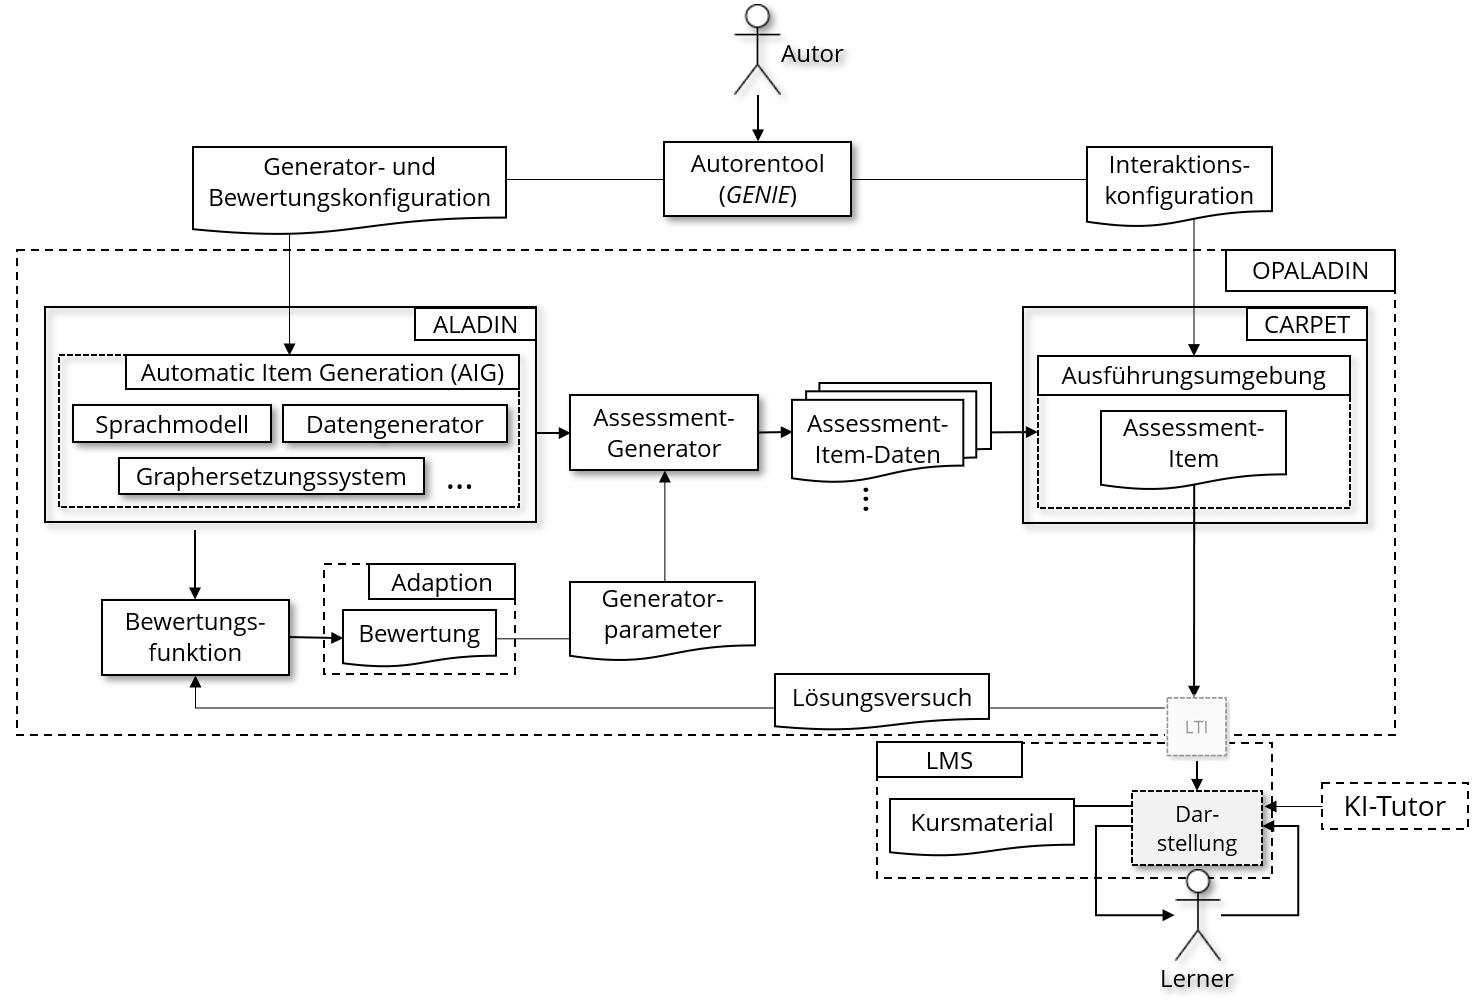 Autor
Generator- und
Bewertungskonfiguration
Autorentool
(GENIE)
Interaktions-
konfiguration
OPALADIN
ALADIN
Automatic Item Generation (AIG)
Sprachmodell
Datengenerator
Graphersetzungssystem
...
Assessment-
Generator
Assessment-
Item-Daten
CARPET
Ausführungsumgebung
Assessment-
Item
Bewertungs-
funktion
Adaption
Bewertung
Generator-
parameter
Lösungsversuch
LTI
LMS
Kursmaterial
Dar-
stellung
KI-Tutor
Lerner